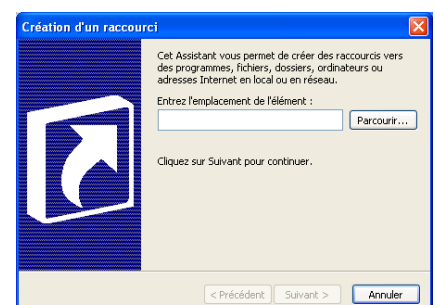 Création d'un raccourci
Cet Assistant vous permet de créer des raccourcis vers
des programmes, fichiers, dossiers, ordinateurs ou
adresses Internet en local ou en réseau.
Entrez l'emplacement de l'élément :
Parcourir...
Cliquez sur Suivant pour continuer.
< Précédent
Suivant >
Annuler